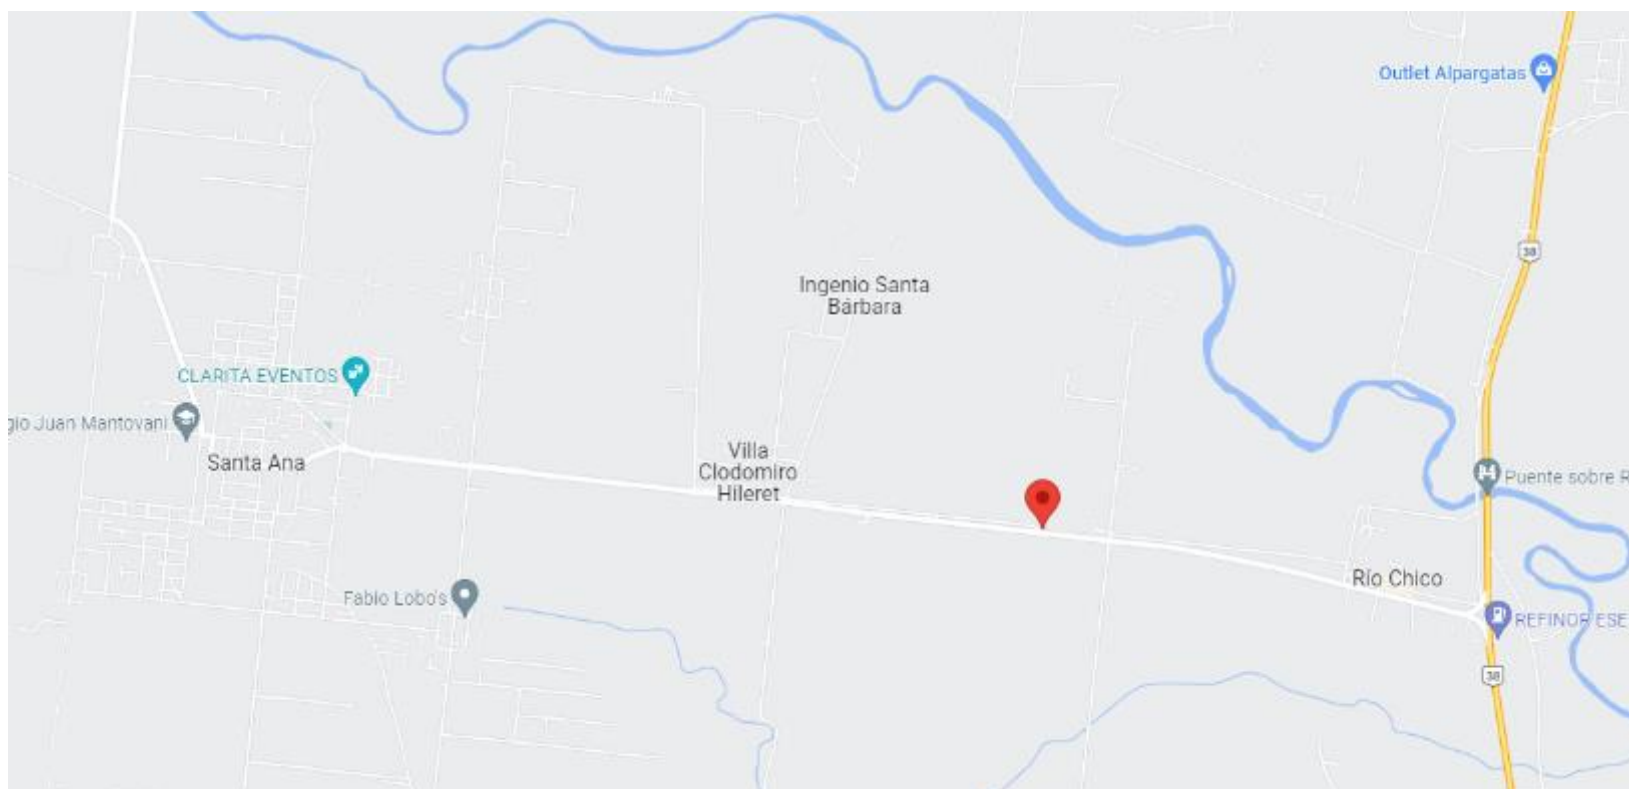 Outlet Alpargatas
38
Ingenio Santa
Bárbara
CLARITA EVENTOS
gio Juan Mantovani
Santa Ana
Villa
Clodomiro
Hileret
Puente sobre R
Río Chico
Fabio Lobo's
REFINOR ESE
38